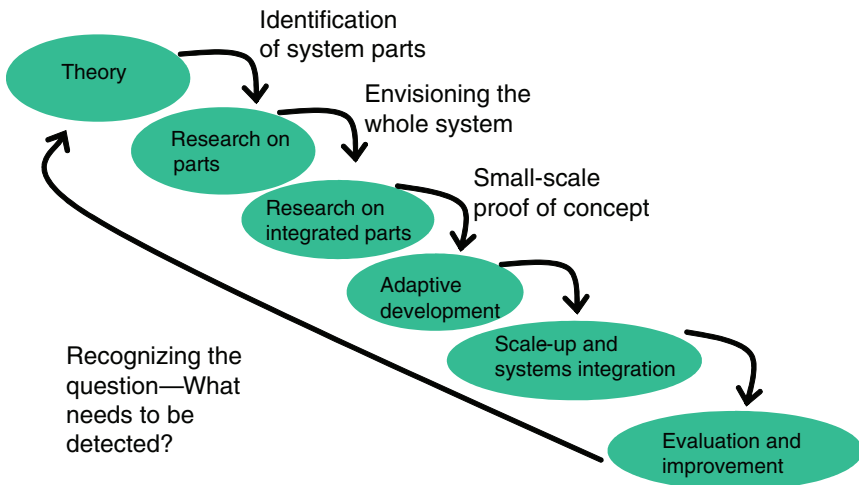 Identification
of system parts
Theory
Envisioning the
whole system
Research on
parts
Small-scale
proof of concept
Research on
integrated parts
Adaptive
development
Scale-up and
systems integration
Recognizing the
question—What
needs to be
detected?
Evaluation and
improvement